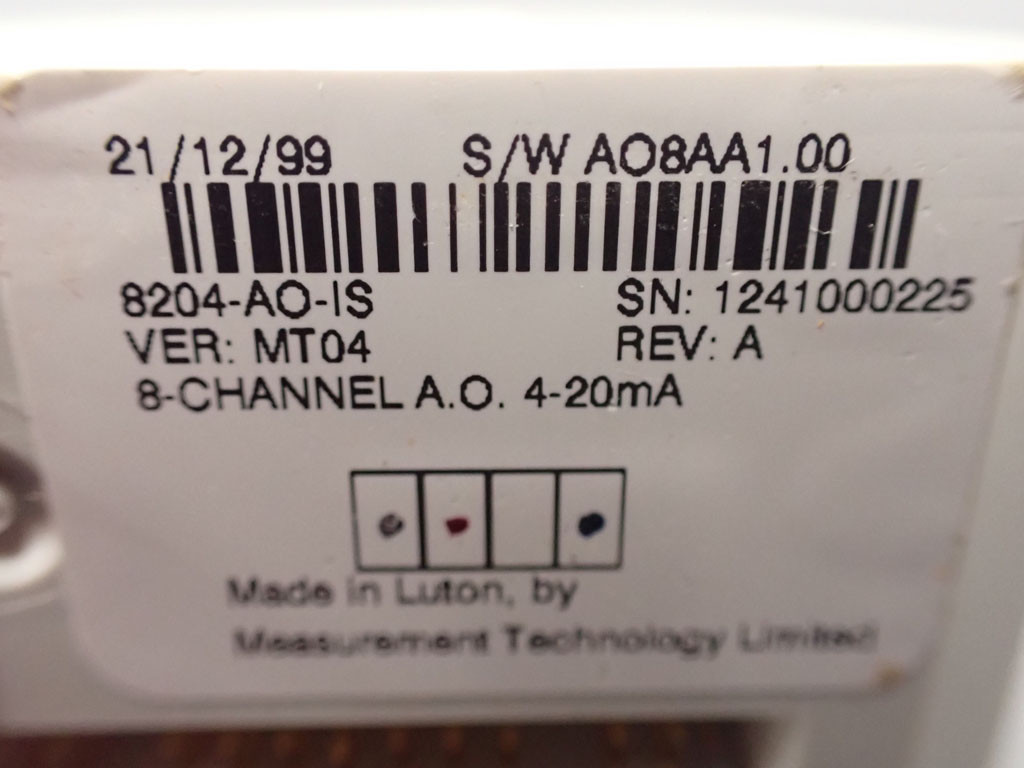 21/12/99 S/W AO8AA1.00
8204-AO-IS SN: 1241000225
VER: MT04 REV: A
8-CHANNEL A.O. 4-20mA
Made in Luton, by
Measurement Technology Limited